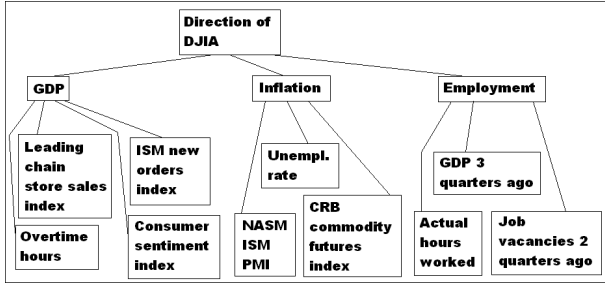 Direction of
DJIA
GDP
Inflation
Employment
Leading
chain
store sales
index
ISM new
orders
index
Unempl.
rate
GDP 3
quarters ago
Overtime
hours
Consumer
sentiment
index
NASM
ISM
PMI
CRB
commodity
futures
index
Actual
hours
worked
Job
vacancies 2
quarters ago